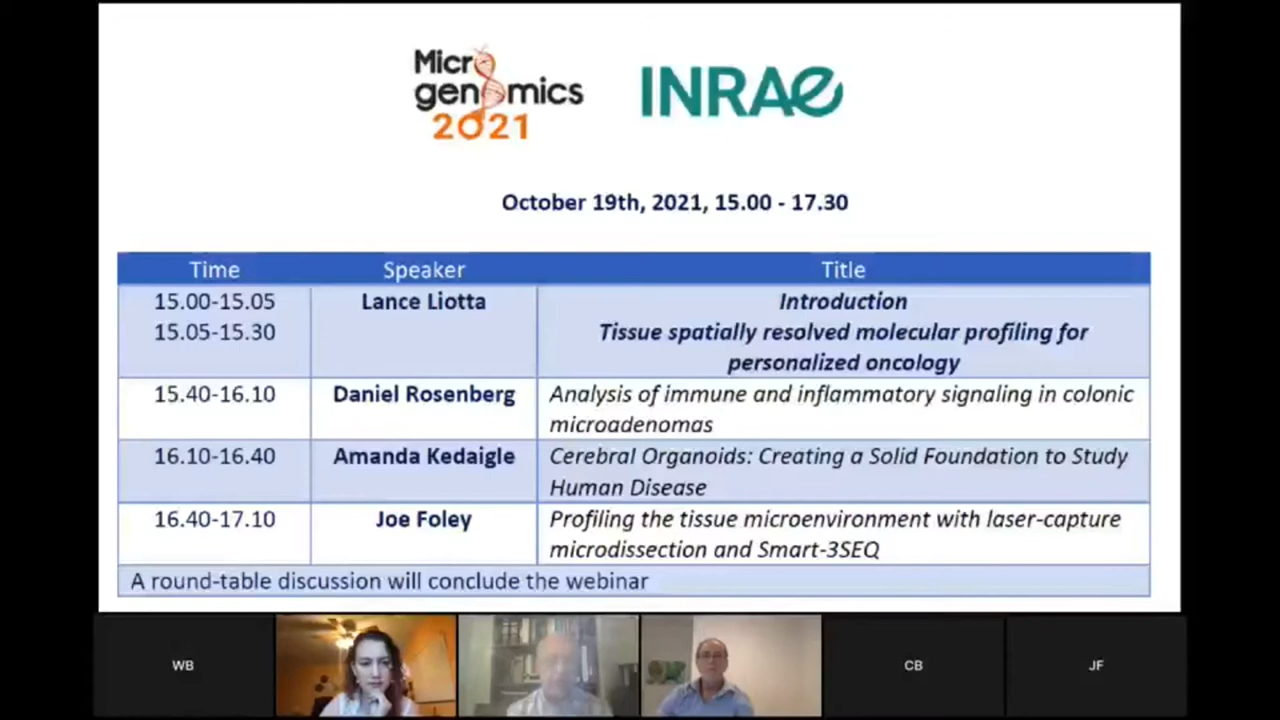 Micro
genomics
2021
INRAE
October 19th, 2021, 15.00 - 17.30
Time Speaker Title
15.00-15.05 Lance Liotta Introduction
15.05-15.30 Tissue spatially resolved molecular profiling for
personalized oncology
15.40-16.10 Daniel Rosenberg Analysis of immune and inflammatory signaling in colonic
microadenomas
16.10-16.40 Amanda Kedaigle Cerebral Organoids: Creating a Solid Foundation to Study
Human Disease
16.40-17.10 Joe Foley Profiling the tissue microenvironment with laser-capture
microdissection and Smart-3SEQ
A round-table discussion will conclude the webinar
WB CB JF